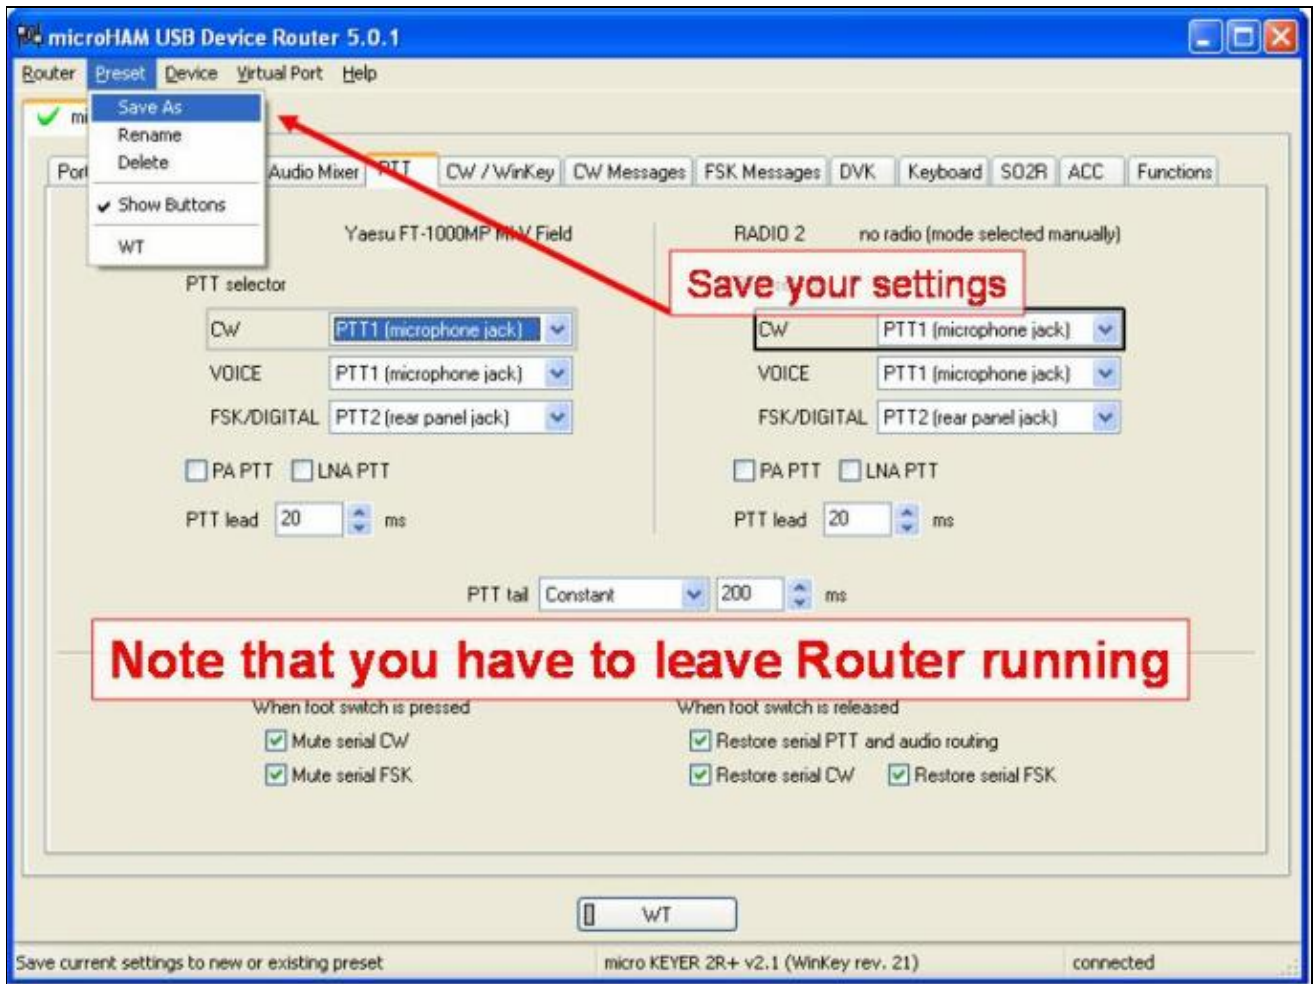 microHAM USB Device Router 5.0.1
Router Preset Device Virtual Port Help
Save As
Rename
Delete
Show Buttons
WT
Audio Mixer PTT CW / WinKey CW Messages FSK Messages DVK Keyboard SO2R ACC Functions
Yaesu FT-1000MP Field
RADIO 2 no radio (mode selected manually)
Save your settings
PTT selector
CW PTT1 (microphone jack) CW PTT1 (microphone jack)
VOICE PTT1 (microphone jack) VOICE PTT1 (microphone jack)
FSK/DIGITAL PTT2 (rear panel jack) FSK/DIGITAL PTT2 (rear panel jack)
PA PTT LNA PTT PA PTT LNA PTT
PTT lead 20 ms PTT lead 20 ms
PTT tail Constant 200 ms
Note that you have to leave Router running
When foot switch is pressed When foot switch is released
Mute serial CW Restore serial PTT and audio routing
Mute serial FSK Restore serial CW Restore serial FSK
WT
Save current settings to new or existing preset micro KEYER 2R+ v2.1 (WinKey rev. 21) connected